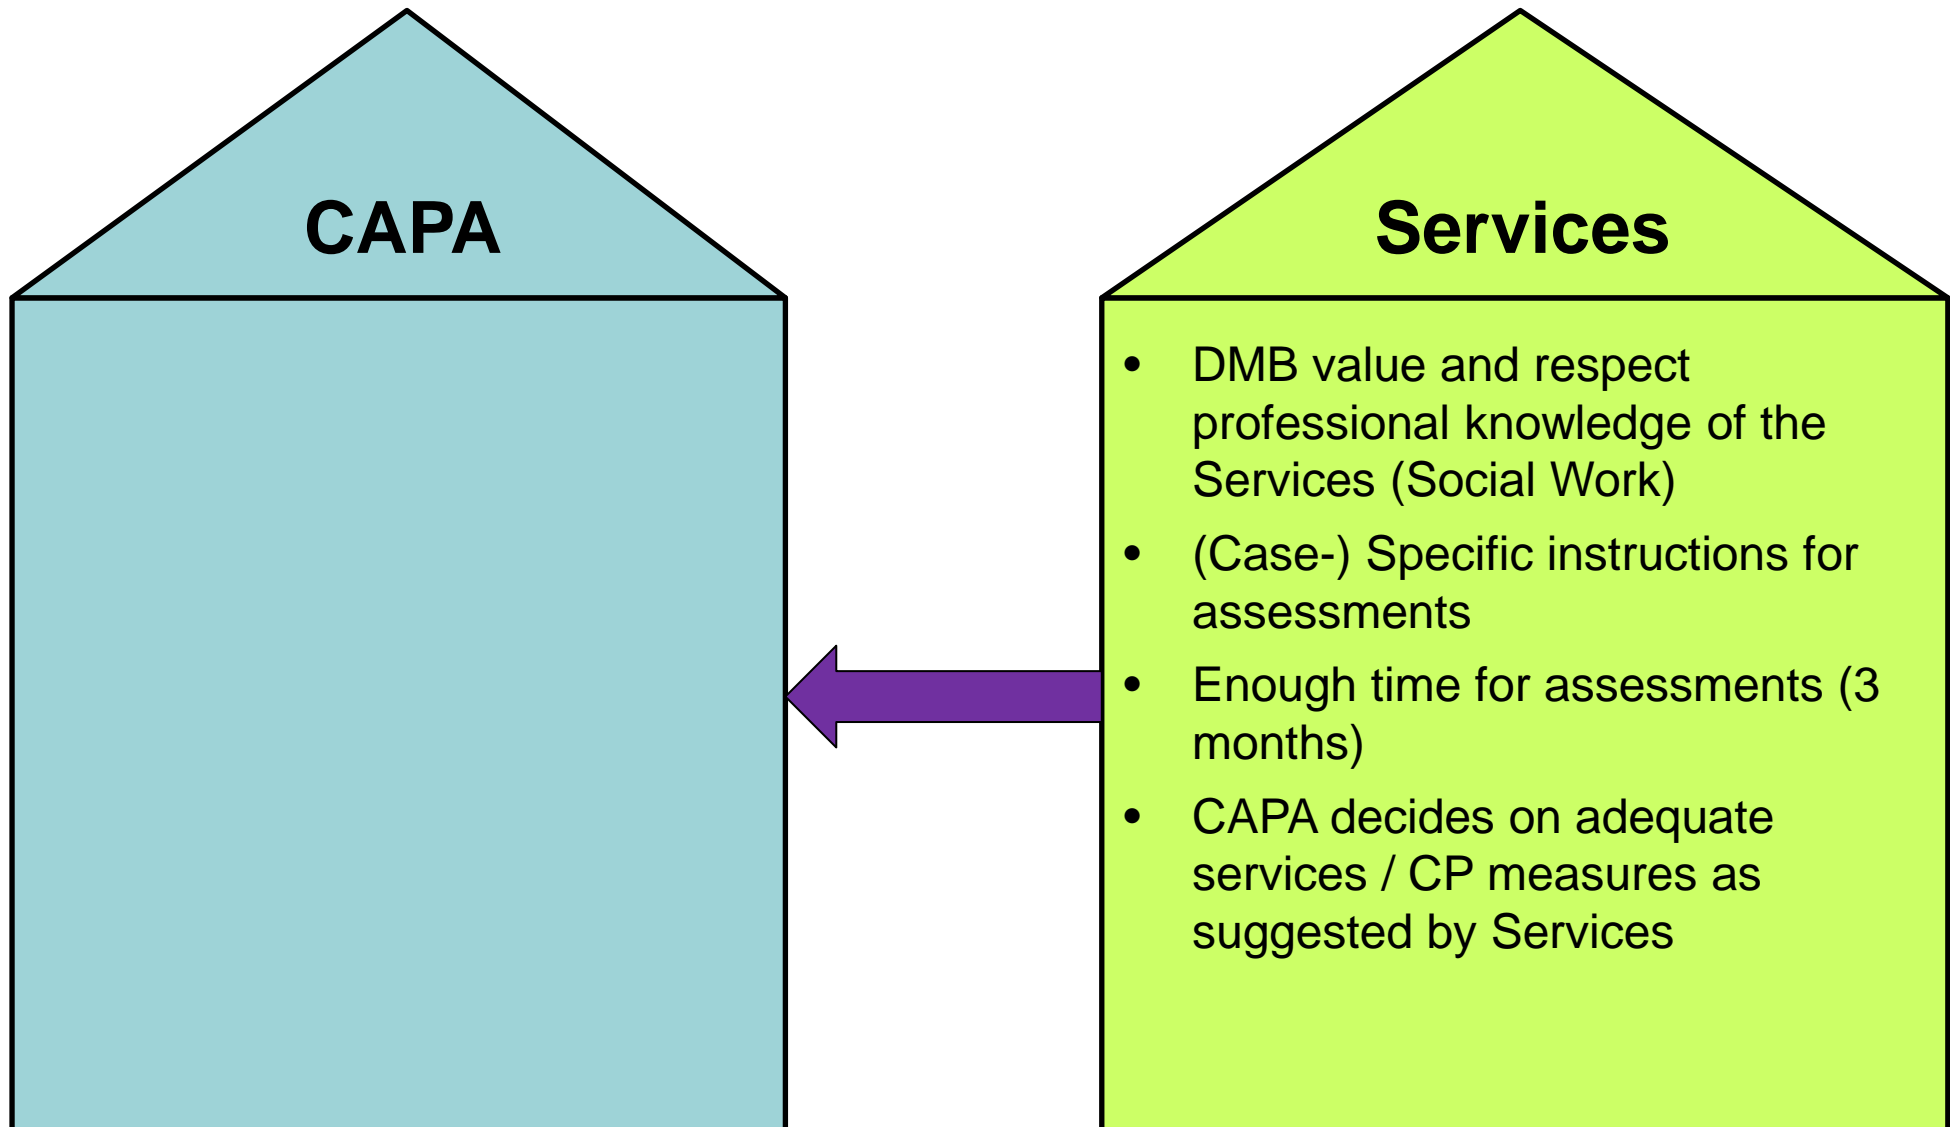 CAPA
Services
• DMB value and respect
professional knowledge of the
Services (Social Work)
• (Case-) Specific instructions for
assessments
• Enough time for assessments (3
months)
• CAPA decides on adequate
services / CP measures as
suggested by Services